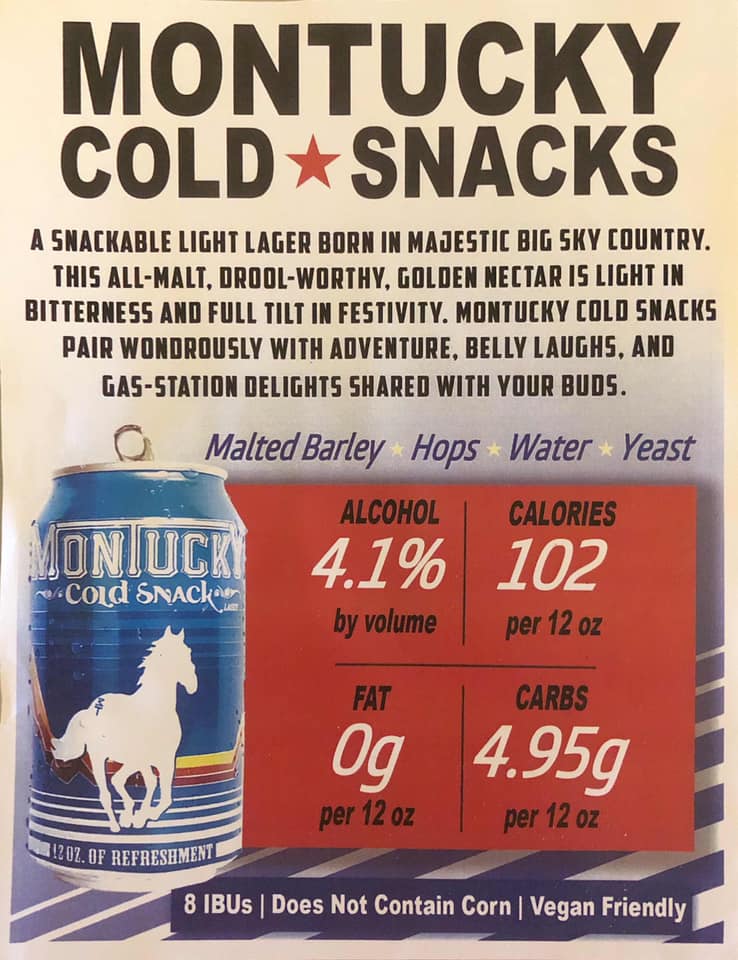 MONTUCKY
COLD ★ SNACKS
A SNACKABLE LIGHT LAGER BORN IN MAJESTIC BIG SKY COUNTRY.
THIS ALL-MALT, DROOL-WORTHY, GOLDEN NECTAR IS LIGHT IN
BITTERNESS AND FULL TILT IN FESTIVITY. MONTUCKY COLD SNACKS
PAIR WONDROUSLY WITH ADVENTURE, BELLY LAUGHS, AND
GAS-STATION DELIGHTS SHARED WITH YOUR BUDS.
Malted Barley ★ Hops ★ Water ★ Yeast
ALCOHOL
4.1%
by volume
CALORIES
102
per 12 oz
FAT
0g
per 12 oz
CARBS
4.95g
per 12 oz
MONTUCKY
Cold Snack
LAGER
12 OZ. OF REFRESHMENT
8 IBUs | Does Not Contain Corn | Vegan Friendly